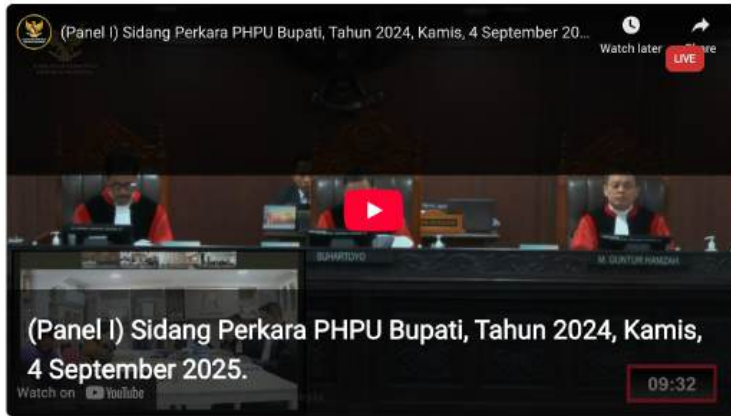 (Panel I) Sidang Perkara PHPU Bupati, Tahun 2024, Kamis, 4 September 20...
Watch later
Share
LIVE
SUHARTOYO
M. GUNTUR HAMZAH
(Panel I) Sidang Perkara PHPU Bupati, Tahun 2024, Kamis,
4 September 2025.
Watch on YouTube
09:32